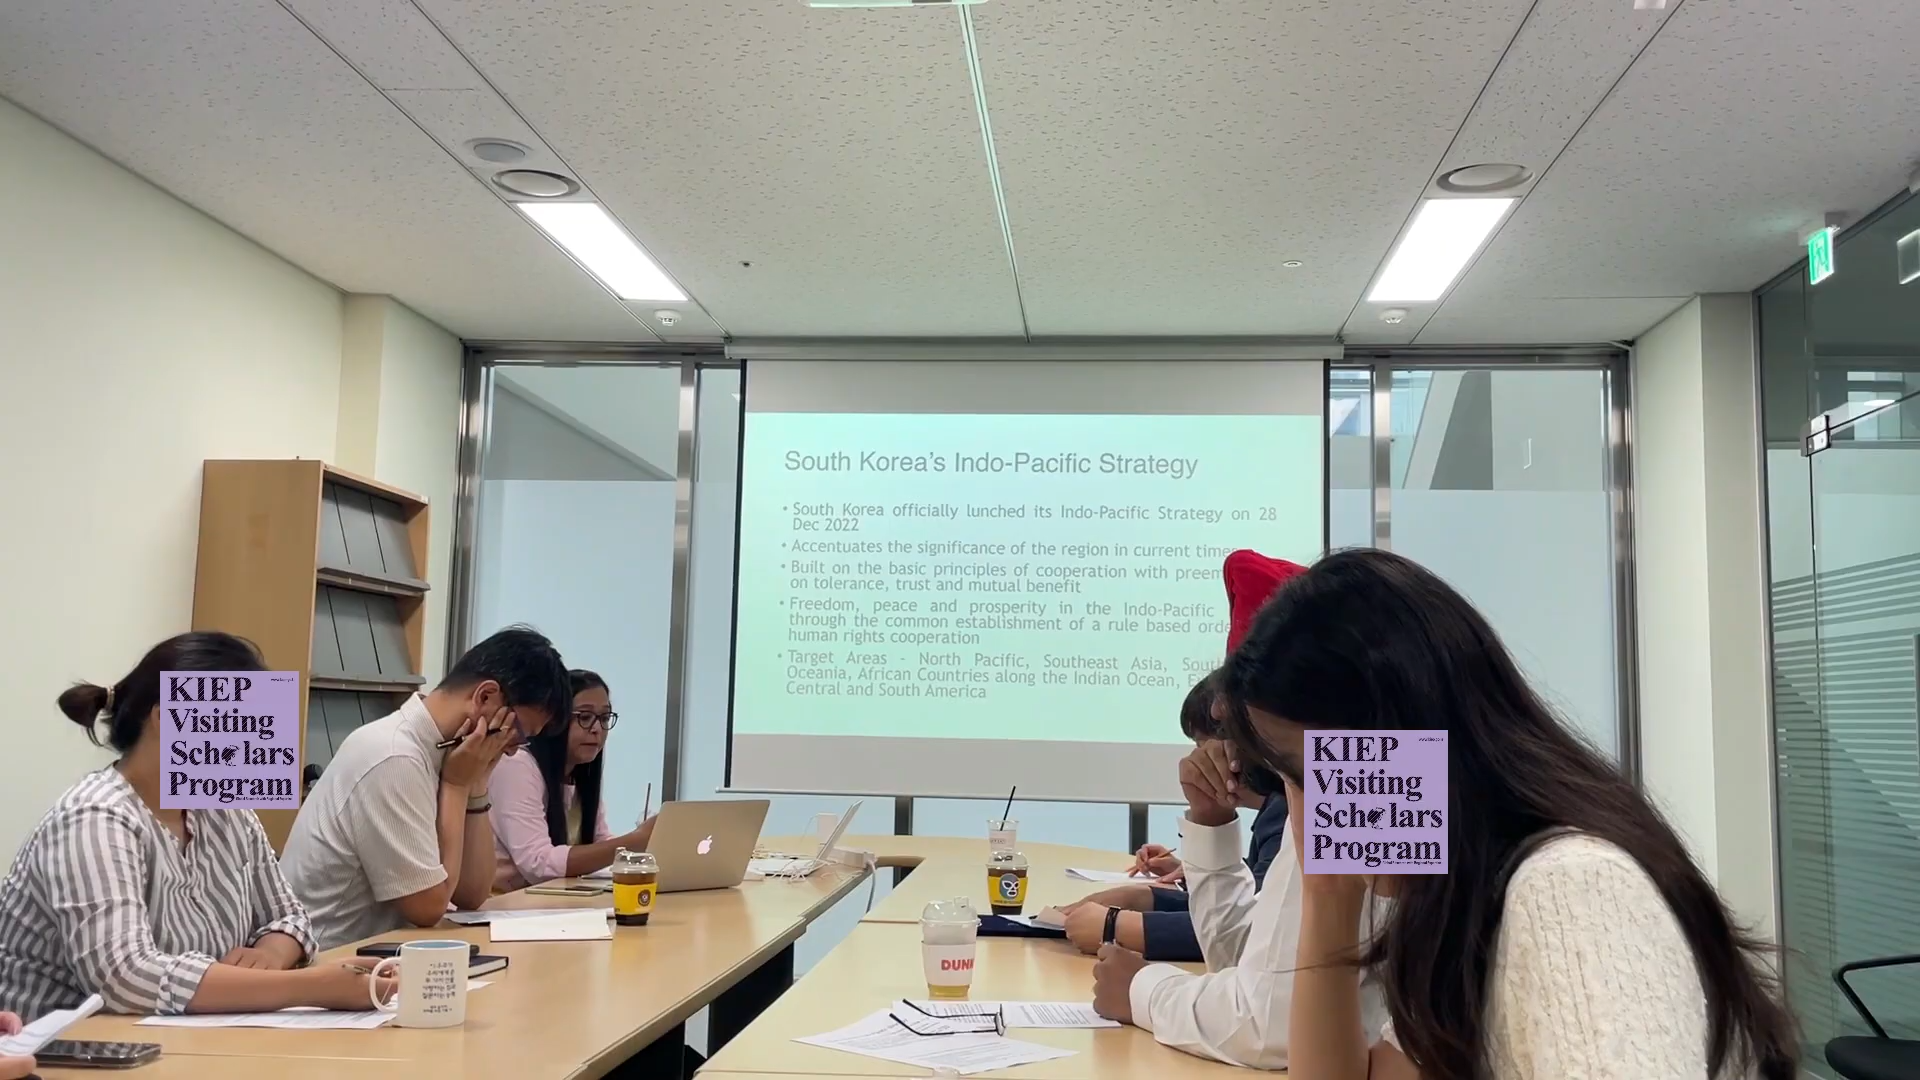 South Korea's Indo-Pacific Strategy
• South Korea officially lunched its Indo-Pacific Strategy on 28
Dec 2022
• Accentuates the significance of the region in current time
• Built on the basic principles of cooperation with preem
on tolerance, trust and mutual benefit
• Freedom, peace and prosperity in the Indo-Pacific
through the common establishment of a rule based orde
human rights cooperation
• Target Areas - North Pacific, Southeast Asia, Sout
Oceania, African Countries along the Indian Ocean, E
Central and South America
KIEP
Visiting
Scholars
Program
KIEP
Visiting
Scholars
Program
DUNK